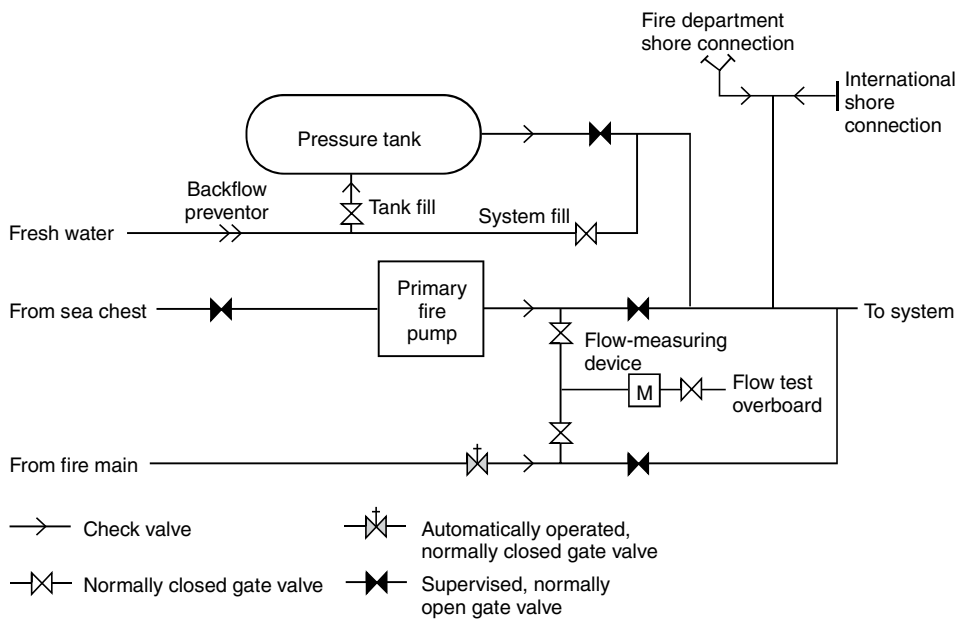 Fire department
shore connection
International
shore
connection
Pressure tank
Backflow
preventor
Tank fill
System fill
Fresh water
Primary
fire
pump
From sea chest
To system
Flow-measuring
device
M
Flow test
overboard
From fire main
Check valve
Automatically operated,
normally closed gate valve
Normally closed gate valve
Supervised, normally
open gate valve